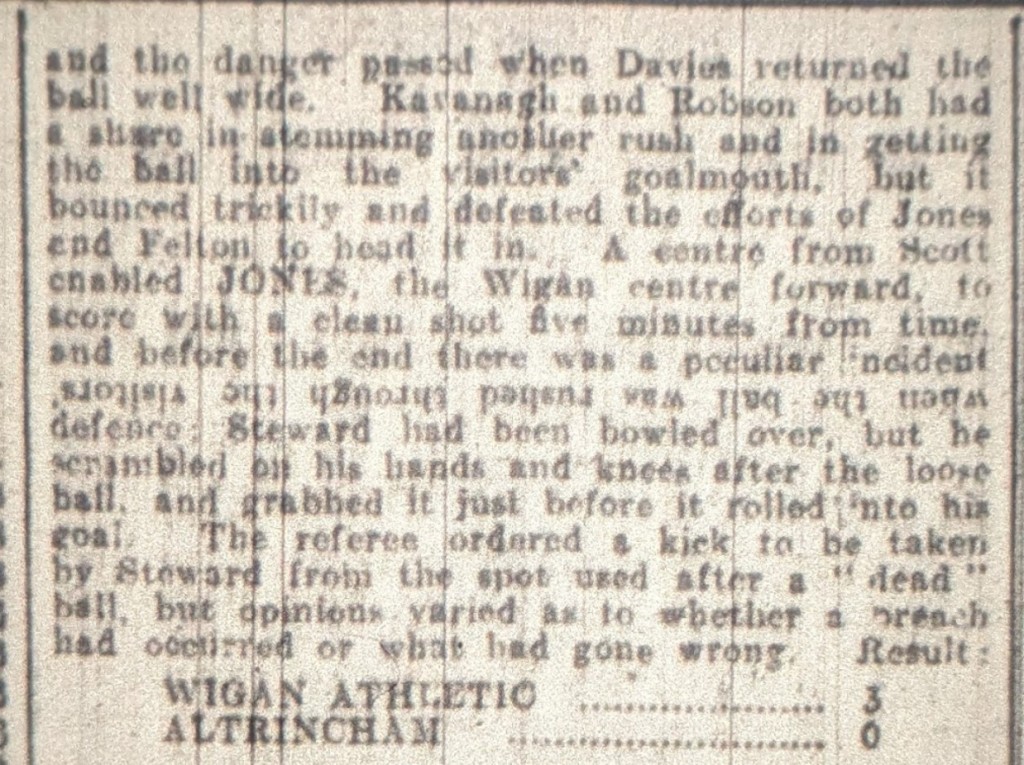 and the danger passed when Davies returned the
ball well wide. Kavanagh and Robson both had
a share in stemming another rush and in getting
the ball into the visitors' goalmouth, but it
bounced trickily and defeated the efforts of Jones
and Felton to head it in. A centre from Scott
enabled JONES, the Wigan centre forward, to
score with a clean shot five minutes from time,
and before the end there was a peculiar incident
when the ball was rushed through the visitors'
defence. Steward had been bowled over, but he
scrambled on his hands and knees after the loose
ball, and grabbed it just before it rolled into his
goal. The referee ordered a kick to be taken
by Steward from the spot used after a "dead"
ball, but opinions varied as to whether a breach
had occurred or what had gone wrong. Result:
WIGAN ATHLETIC .................... 3
ALTRINCHAM .......................... 0